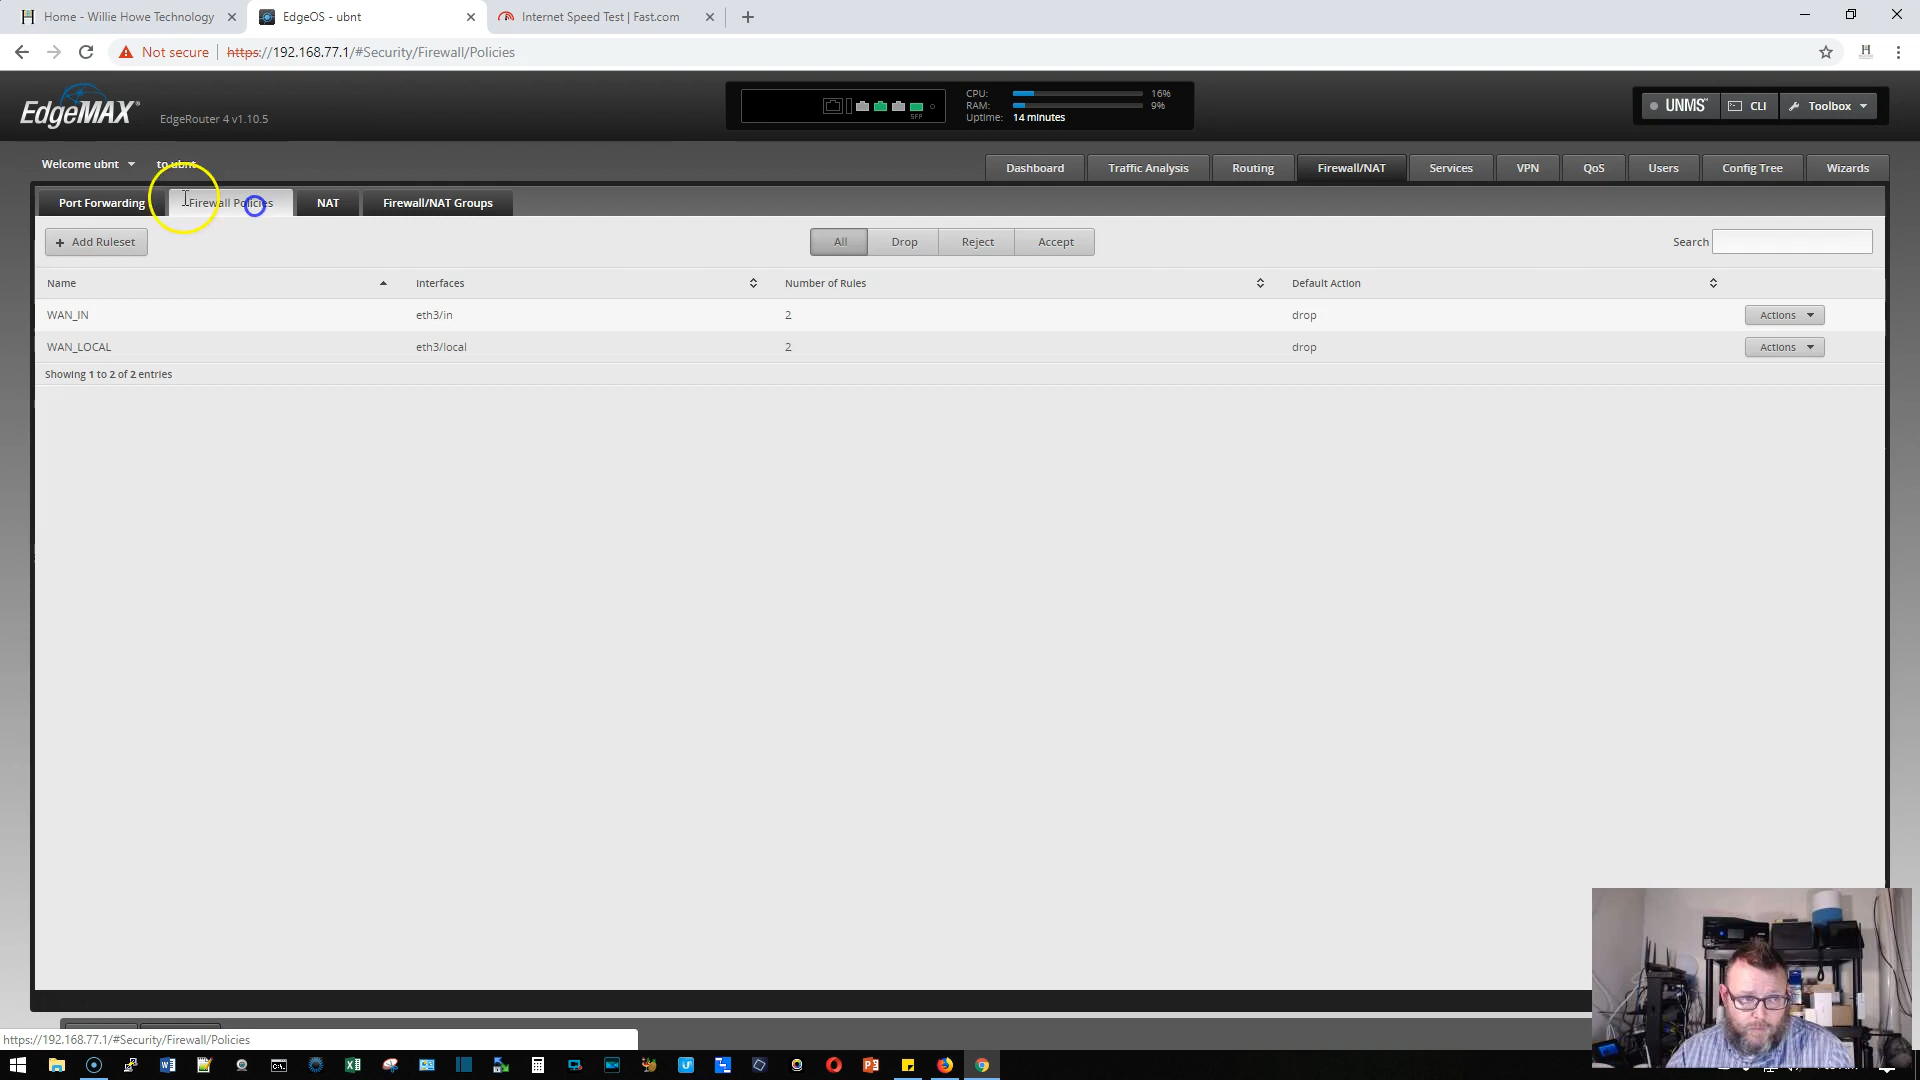 Home - Willie Howe Technology
EdgeOS - ubnt
Internet Speed Test | Fast.com
Not secure
https://192.168.77.1/#Security/Firewall/Policies
EdgeMAX
EdgeRouter 4 v1.10.5
SFP
CPU: 16%
RAM: 9%
Uptime: 14 minutes
UNMS
CLI
Toolbox
Welcome ubnt
to ubnt
Dashboard
Traffic Analysis
Routing
Firewall/NAT
Services
VPN
QoS
Users
Config Tree
Wizards
Port Forwarding
Firewall Policies
NAT
Firewall/NAT Groups
+ Add Ruleset
All
Drop
Reject
Accept
Search
Name Interfaces Number of Rules Default Action
WAN_IN eth3/in 2 drop Actions
WAN_LOCAL eth3/local 2 drop Actions
Showing 1 to 2 of 2 entries
https://192.168.77.1/#Security/Firewall/Policies